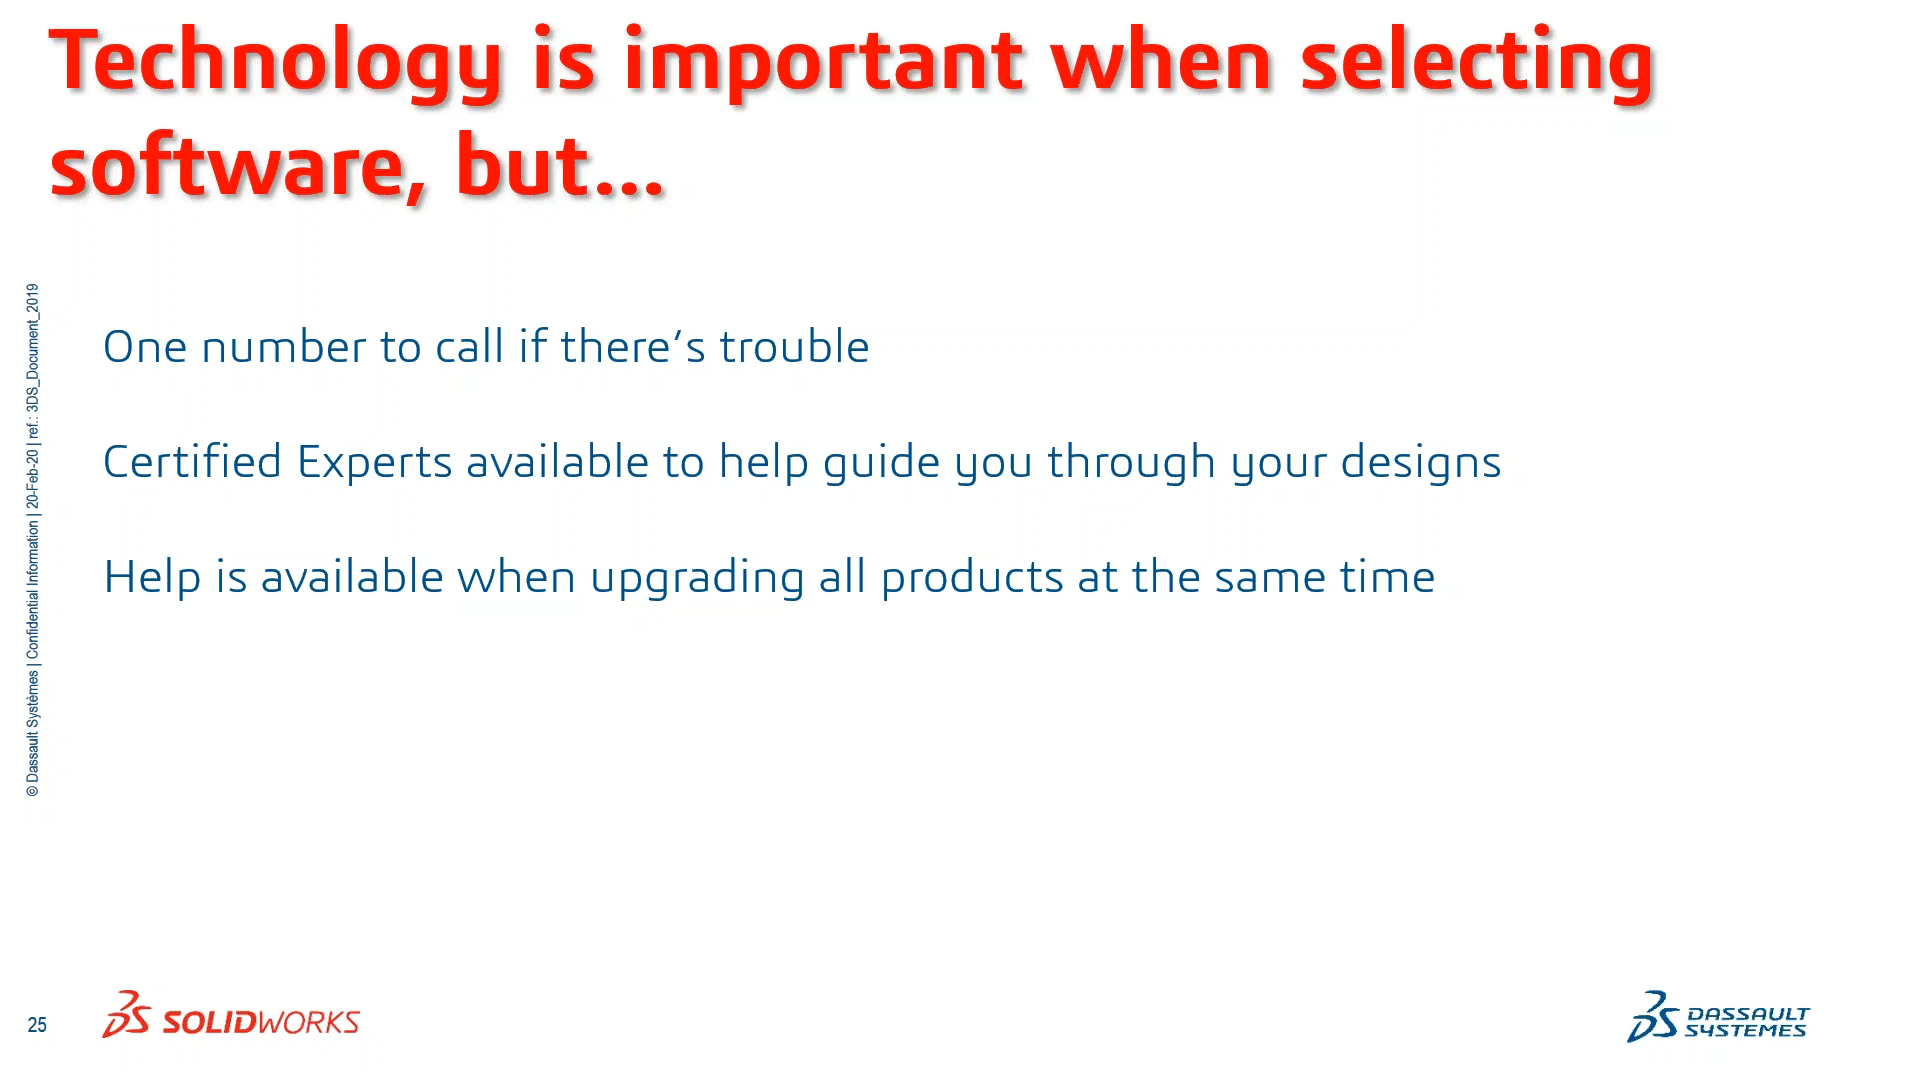 Technology is important when selecting
software, but...
© Dassault Systèmes | Confidential Information | 20-Feb-20 | ref.: 3DS_Document_2019
One number to call if there’s trouble
Certified Experts available to help guide you through your designs
Help is available when upgrading all products at the same time
25
SOLIDWORKS
DASSAULT
SYSTEMES